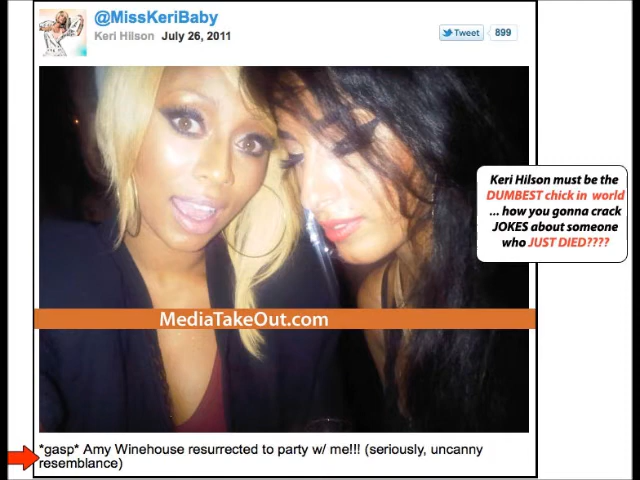 @MissKeriBaby
Keri Hilson July 26, 2011
Tweet 899
Keri Hilson must be the
DUMBEST chick in world
... how you gonna crack
JOKES about someone
who JUST DIED????
MediaTakeOut.com
*gasp* Amy Winehouse resurrected to party w/ me!!! (seriously, uncanny
resemblance)